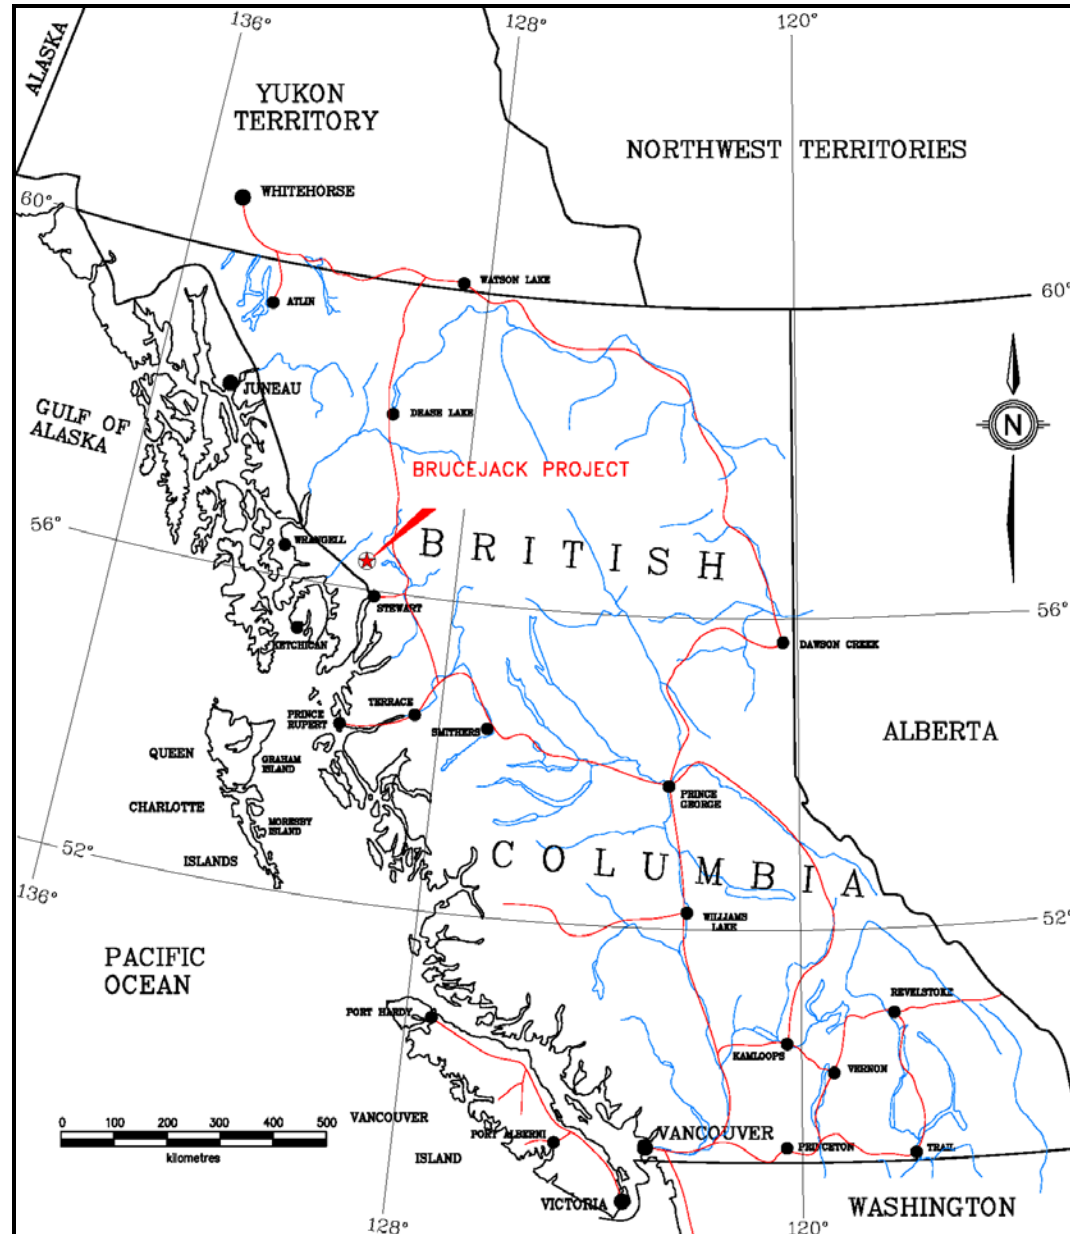 136°
128°
120°
ALASKA
YUKON
TERRITORY
NORTHWEST TERRITORIES
WHITEHORSE
60°
WATSON LAKE
60°
ATLIN
JUNEAU
GULF OF
ALASKA
DEASE LAKE
BRUCEJACK PROJECT
56°
WRANGELL
BRITISH
STEWART
56°
KETCHICAN
DAWSON CREEK
TERRACE
PRINCE
RUPERT
SMITHERS
ALBERTA
QUEEN
GRAHAM
ISLAND
PRINCE
GEORGE
CHARLOTTE
MORESBY
ISLAND
52°
ISLANDS
COLUMBIA
136°
WILLIAMS
LAKE
52°
PACIFIC
OCEAN
REVELSTOKE
PORT HARDY
KAMLOOPS
VERNON
0 100 200 300 400 500
kilometres
VANCOUVER
PORT ALBERNI
VANCOUVER
PRINCETON
TRAIL
ISLAND
VICTORIA
WASHINGTON
128°
120°
N